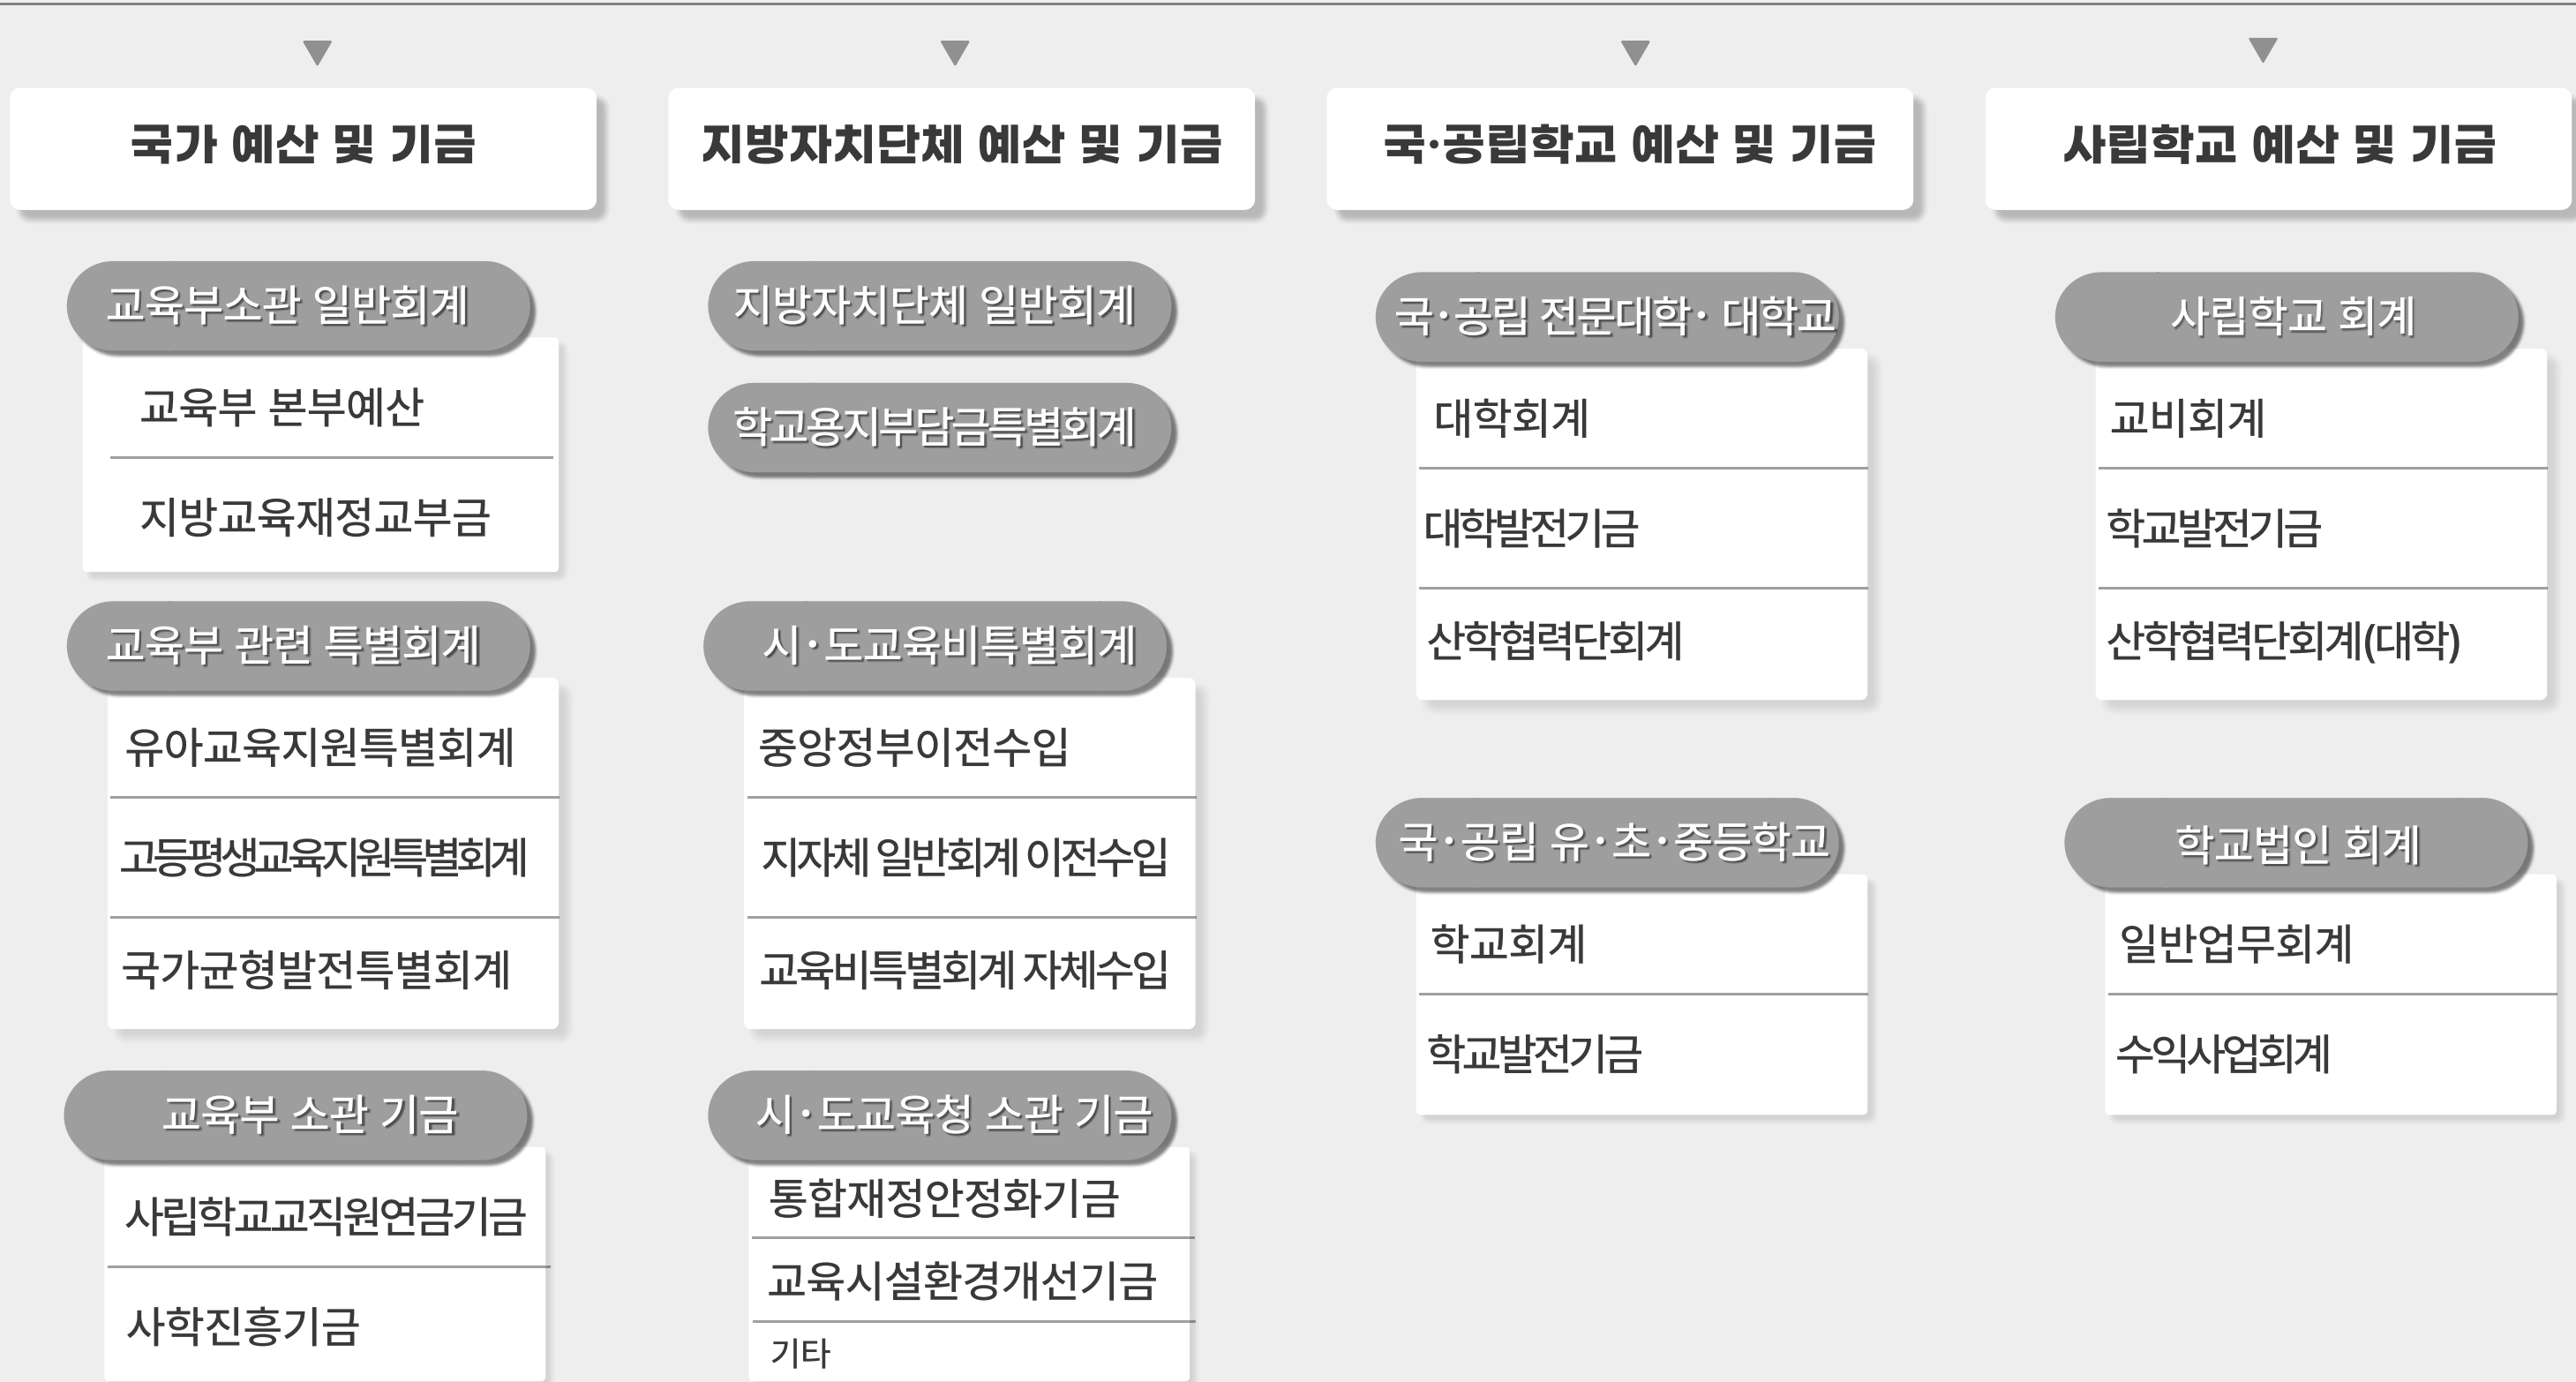 국가 예산 및 기금
교육부소관 일반회계
교육부 본부예산
지방교육재정교부금
교육부 관련 특별회계
유아교육지원특별회계
고등평생교육지원특별회계
국가균형발전특별회계
교육부 소관 기금
사립학교교직원연금기금
사학진흥기금
지방자치단체 예산 및 기금
지방자치단체 일반회계
학교용지부담금특별회계
시·도교육비특별회계
중앙정부이전수입
지자체 일반회계 이전수입
교육비특별회계 자체수입
시·도교육청 소관 기금
통합재정안정화기금
교육시설환경개선기금
기타
국·공립학교 예산 및 기금
국·공립 전문대학· 대학교
대학회계
대학발전기금
산학협력단회계
국·공립 유·초·중등학교
학교회계
학교발전기금
사립학교 예산 및 기금
사립학교 회계
교비회계
학교발전기금
산학협력단회계(대학)
학교법인 회계
일반업무회계
수익사업회계